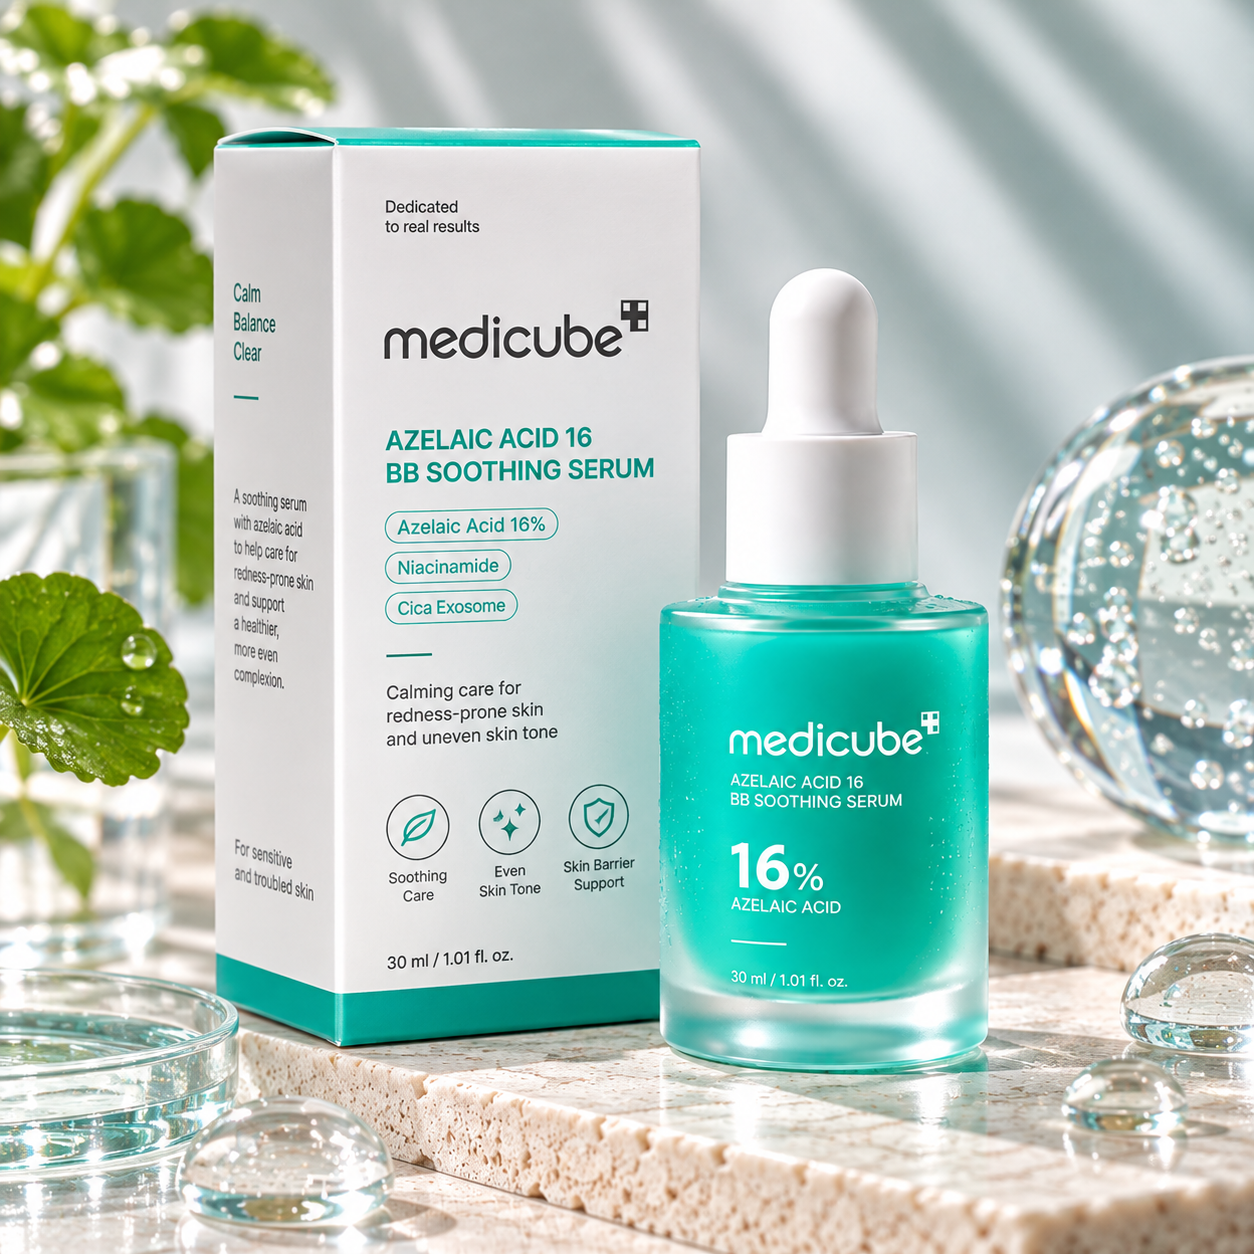 Dedicated
to real results
medicube
AZELAIC ACID 16
BB SOOTHING SERUM
Azelaic Acid 16%
Niacinamide
Cica Exosome
Calming care for
redness-prone skin
and uneven skin tone
Soothing
Care
Even
Skin Tone
Skin Barrier
Support
30 ml / 1.01 fl. oz.
Calm
Balance
Clear
A soothing serum
with azelaic acid
to help care for
redness-prone skin
and support
a healthier,
more even
complexion.
For sensitive
and troubled skin
medicube
AZELAIC ACID 16
BB SOOTHING SERUM
16%
AZELAIC ACID
30 ml / 1.01 fl. oz.